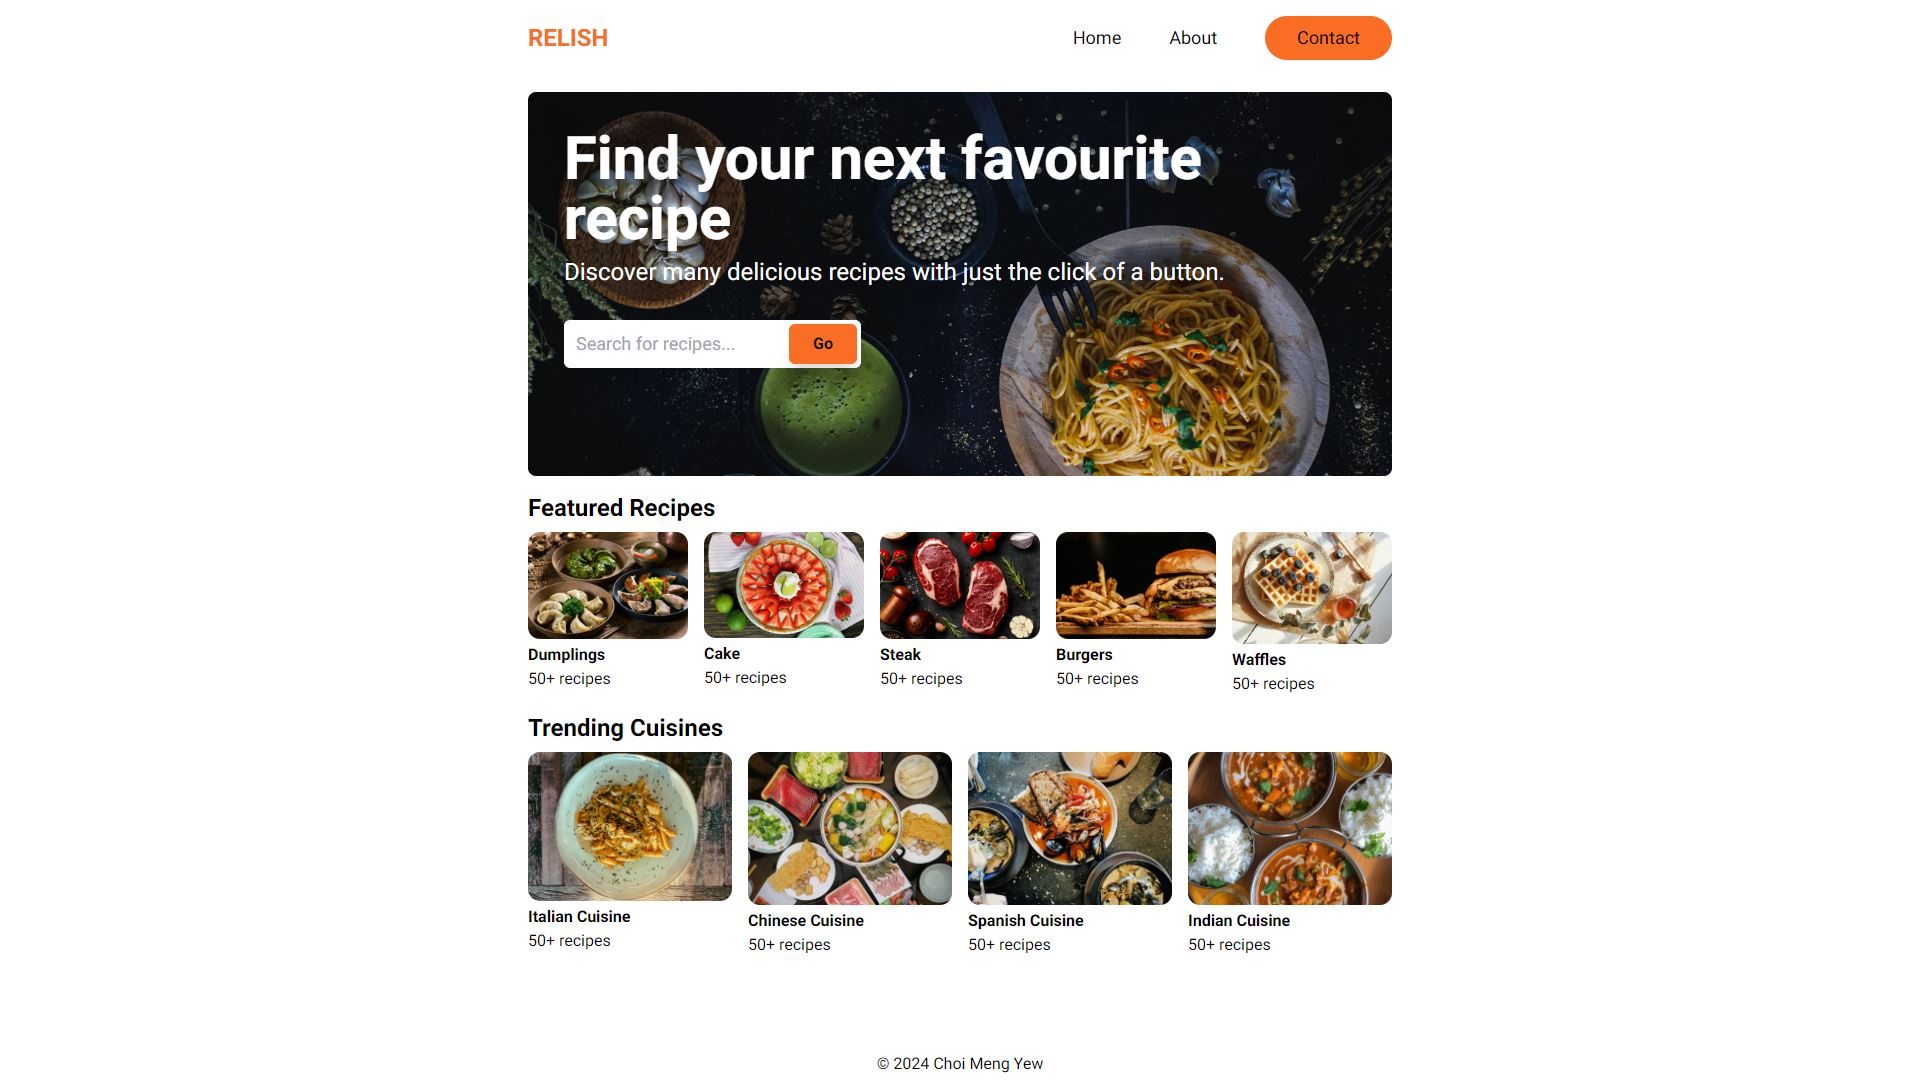 RELISH
Home
About
Contact
Find your next favourite
recipe
Discover many delicious recipes with just the click of a button.
Search for recipes...
Go
Featured Recipes
Dumplings
50+ recipes
Cake
50+ recipes
Steak
50+ recipes
Burgers
50+ recipes
Waffles
50+ recipes
Trending Cuisines
Italian Cuisine
50+ recipes
Chinese Cuisine
50+ recipes
Spanish Cuisine
50+ recipes
Indian Cuisine
50+ recipes
© 2024 Choi Meng Yew